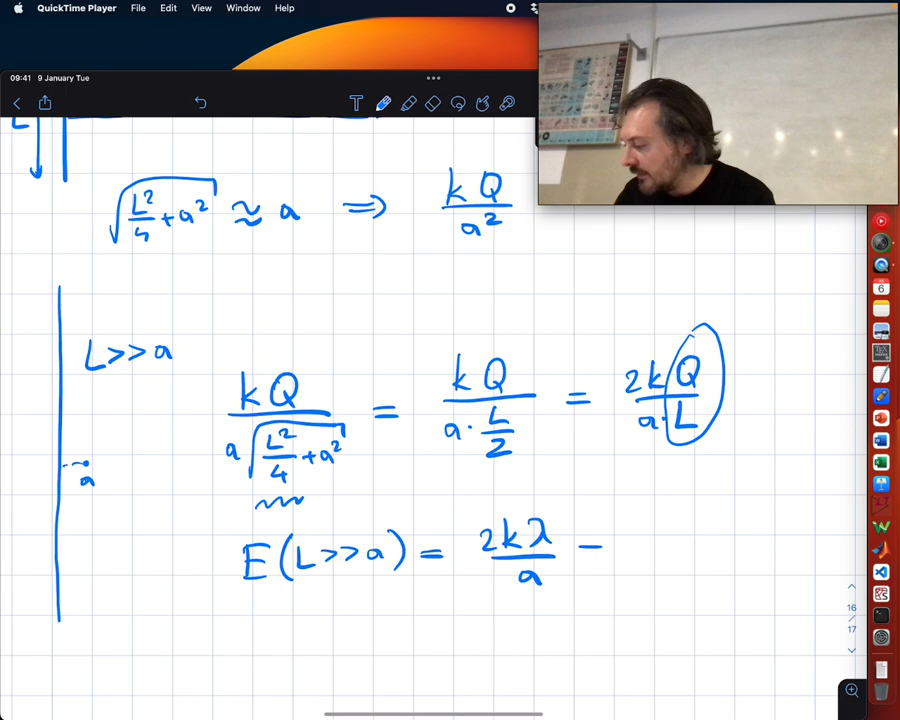 QuickTime Player File Edit View Window Help
09:41 9 January Tue
L
√(L²/4 + a²) ≈ a ⇒ kQ/a²
L >> a
kQ/(a√(L²/4 + a²)) = kQ/(a · L/2) = 2kQ/(a · L)
a
E(L >> a) = 2kλ/a −
6
16
/
17